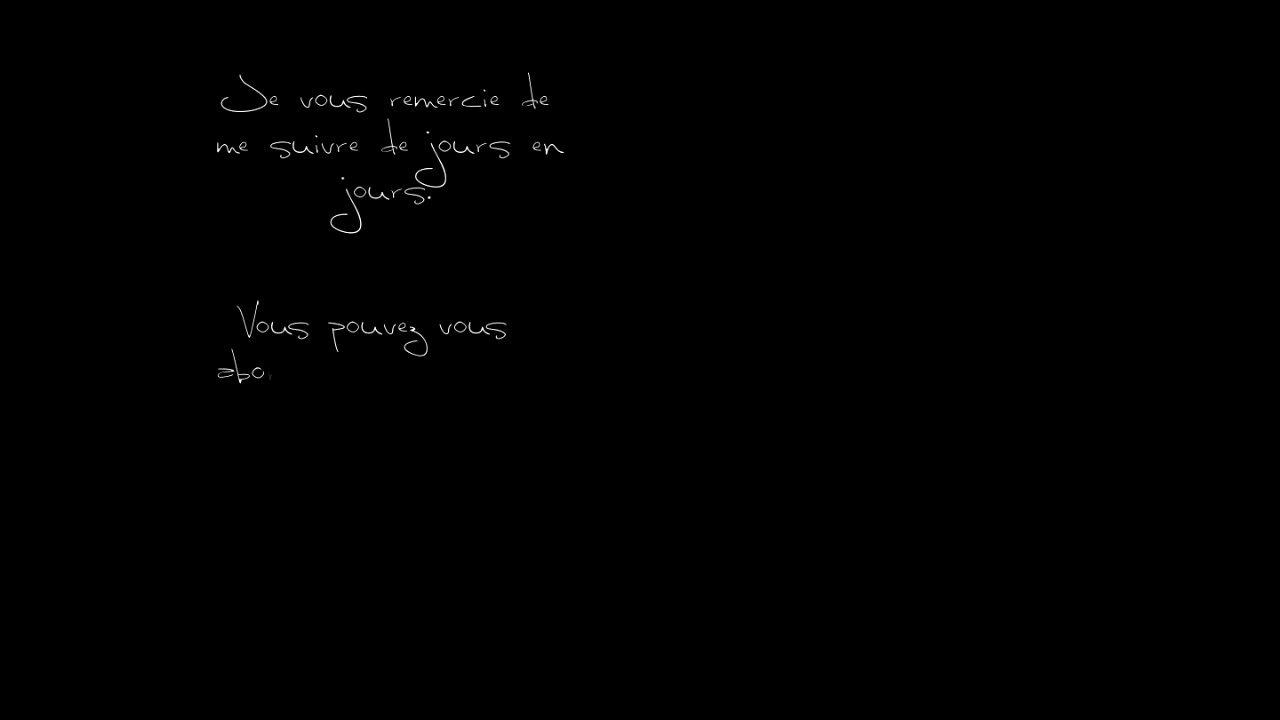 Je vous remercie de
me suivre de jours en
jours.
Vous pouvez vous
abo